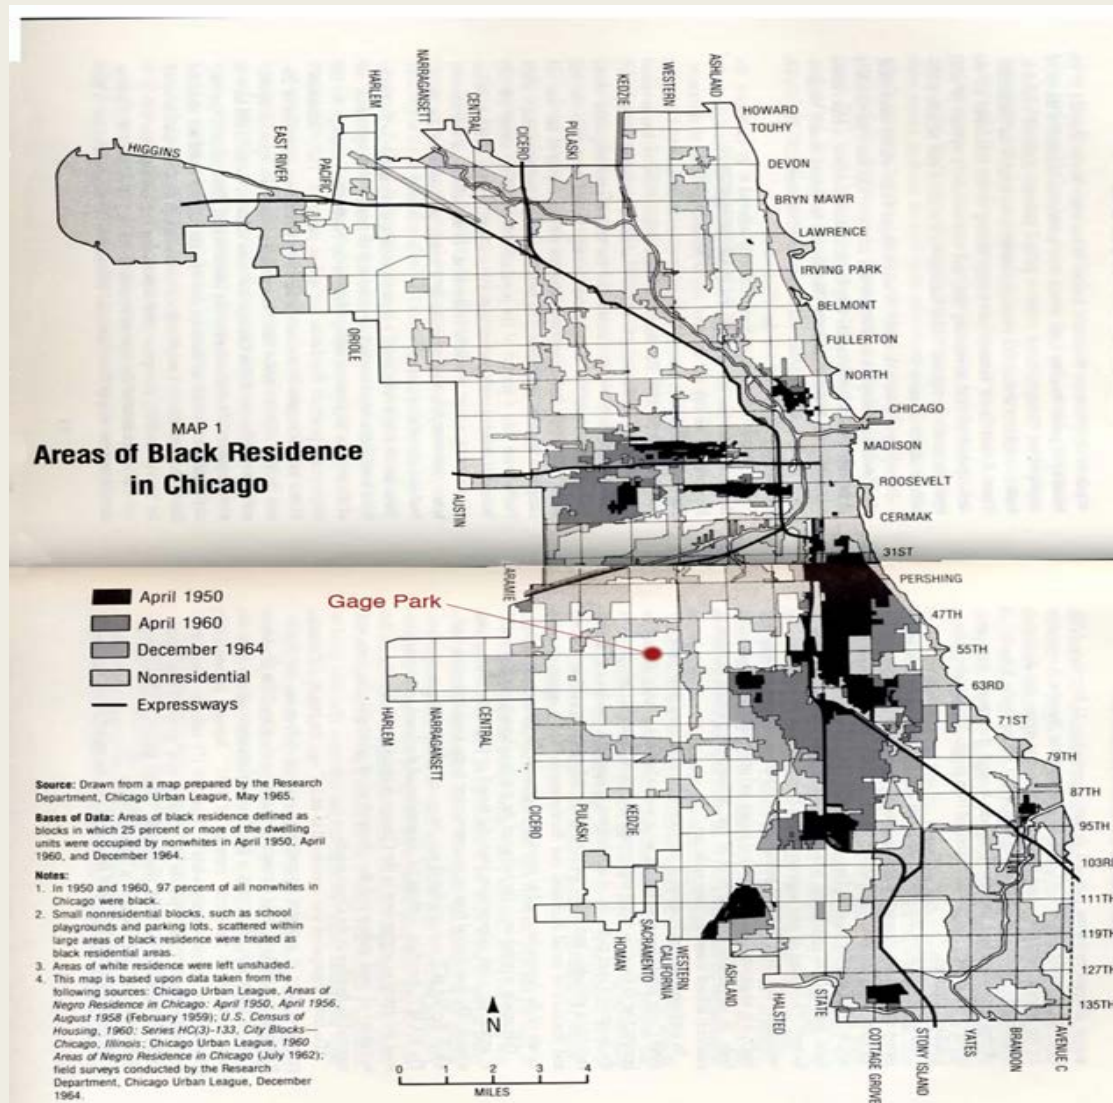 HOWARD
TOUHY
DEVON
BRYN MAWR
LAWRENCE
IRVING PARK
BELMONT
FULLERTON
NORTH
CHICAGO
MADISON
ROOSEVELT
CERMAK
31ST
PERSHING
47TH
55TH
63RD
71ST
79TH
87TH
95TH
103RD
111TH
119TH
127TH
135TH
HIGGINS
EAST RIVER
PACIFIC
HARLEM
NARRAGANSETT
CENTRAL
CICERO
PULASKI
KEDZIE
WESTERN
ASHLAND
ORIOLE
AUSTIN
LARAMIE
MAP 1
Areas of Black Residence
in Chicago
April 1950
April 1960
December 1964
Nonresidential
Expressways
Gage Park
HARLEM
NARRAGANSETT
CENTRAL
CICERO
PULASKI
KEDZIE
HOMAN
SACRAMENTO
CALIFORNIA
WESTERN
ASHLAND
HALSTED
STATE
COTTAGE GROVE
STONY ISLAND
YATES
BRANDON
AVENUE C
Source: Drawn from a map prepared by the Research
Department, Chicago Urban League, May 1965.
Bases of Data: Areas of black residence defined as
blocks in which 25 percent or more of the dwelling
units were occupied by nonwhites in April 1950, April
1960, and December 1964.
Notes:
1. In 1950 and 1960, 97 percent of all nonwhites in
Chicago were black.
2. Small nonresidential blocks, such as school
playgrounds and parking lots, scattered within
large areas of black residence were treated as
black residential areas.
3. Areas of white residence were left unshaded.
4. This map is based upon data taken from the
following sources: Chicago Urban League, Areas of
Negro Residence in Chicago: April 1950, April 1956,
August 1958 (February 1959); U.S. Census of
Housing, 1960: Series HC(3)-133, City Blocks—
Chicago, Illinois; Chicago Urban League, 1960
Areas of Negro Residence in Chicago (July 1962);
field surveys conducted by the Research
Department, Chicago Urban League, December
1964.
N
0 1 2 3 4
MILES